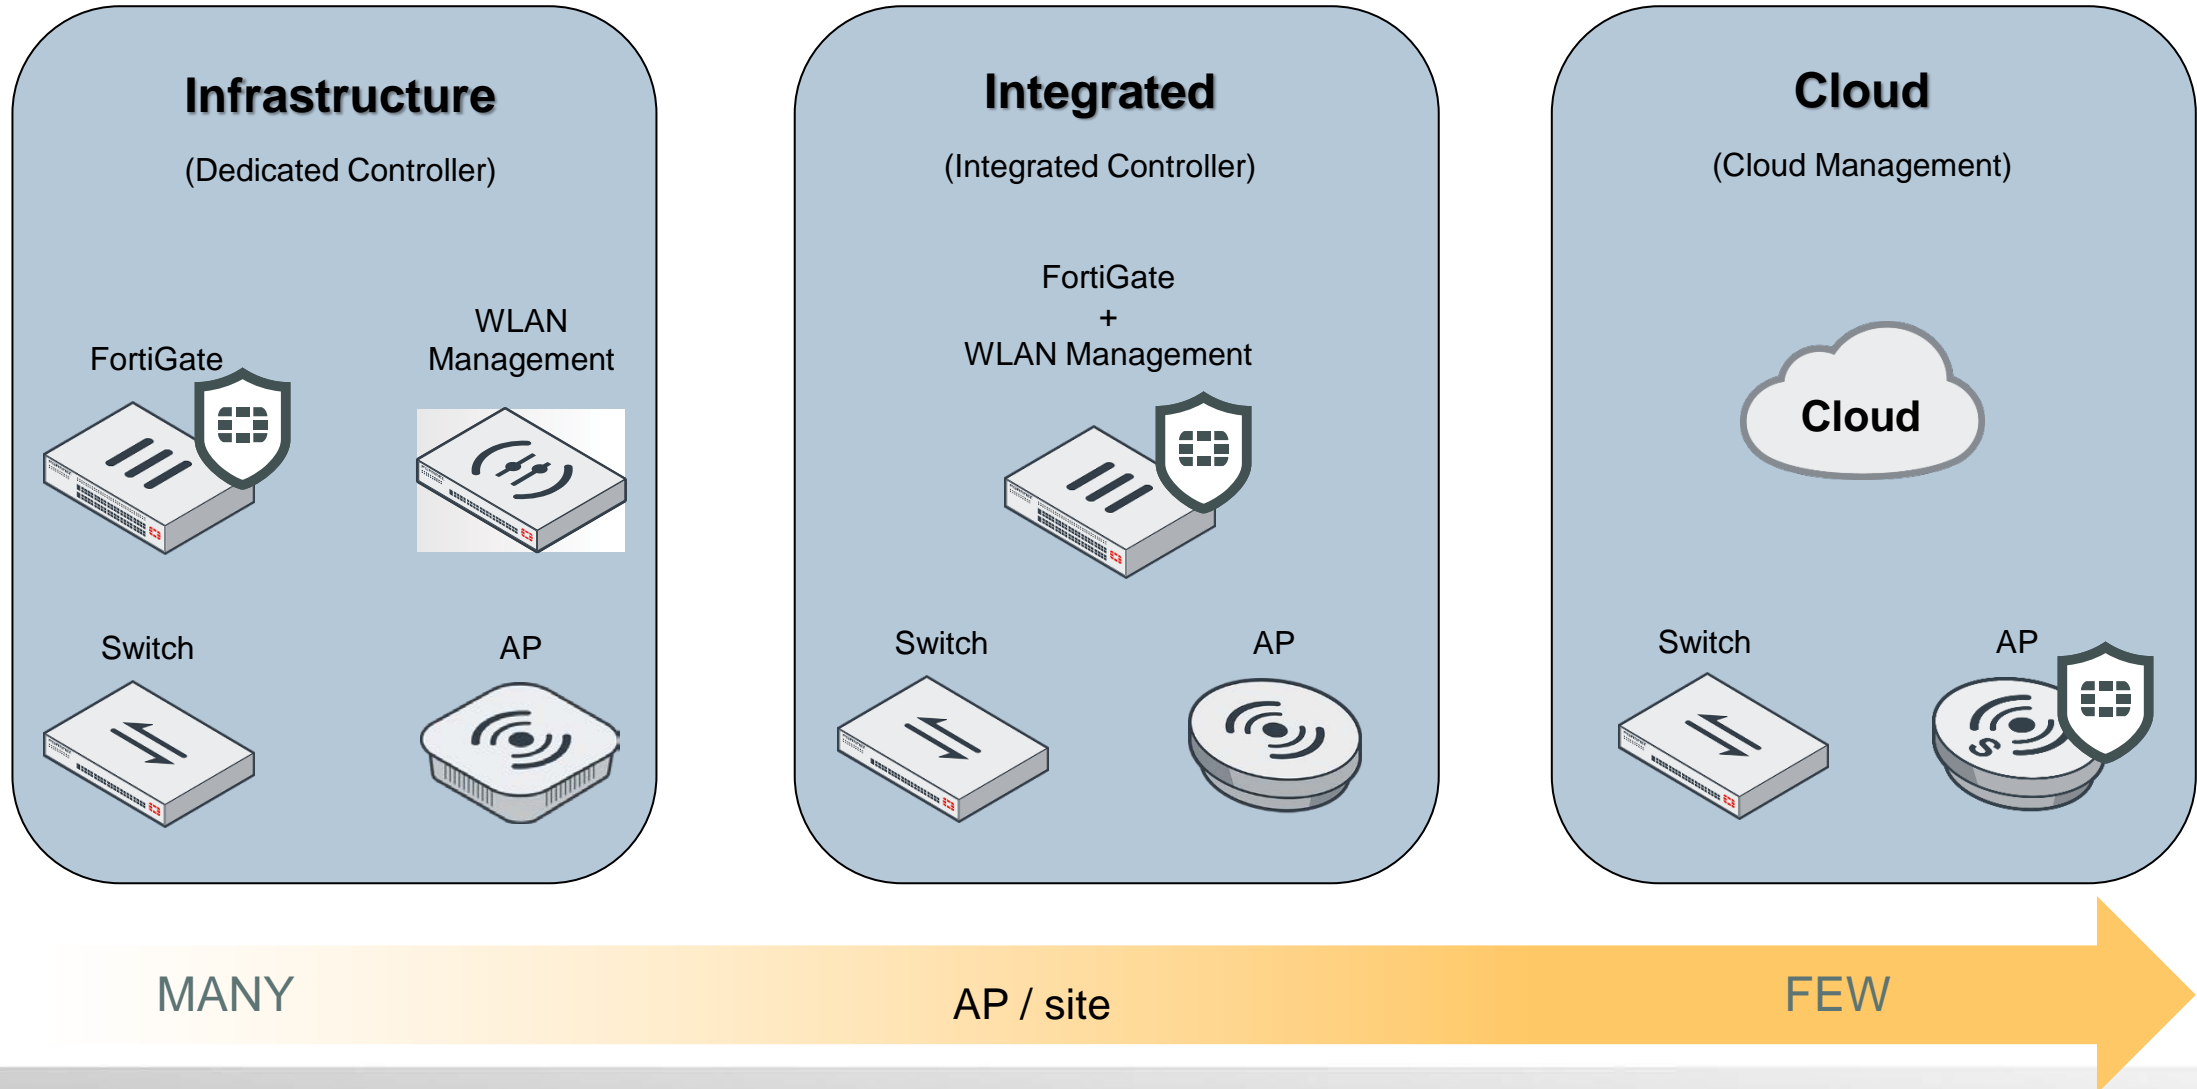 Infrastructure
(Dedicated Controller)
FortiGate
WLAN
Management
Switch
AP
Integrated
(Integrated Controller)
FortiGate
+
WLAN Management
Switch
AP
Cloud
(Cloud Management)
Cloud
Switch
AP
S
MANY
AP / site
FEW